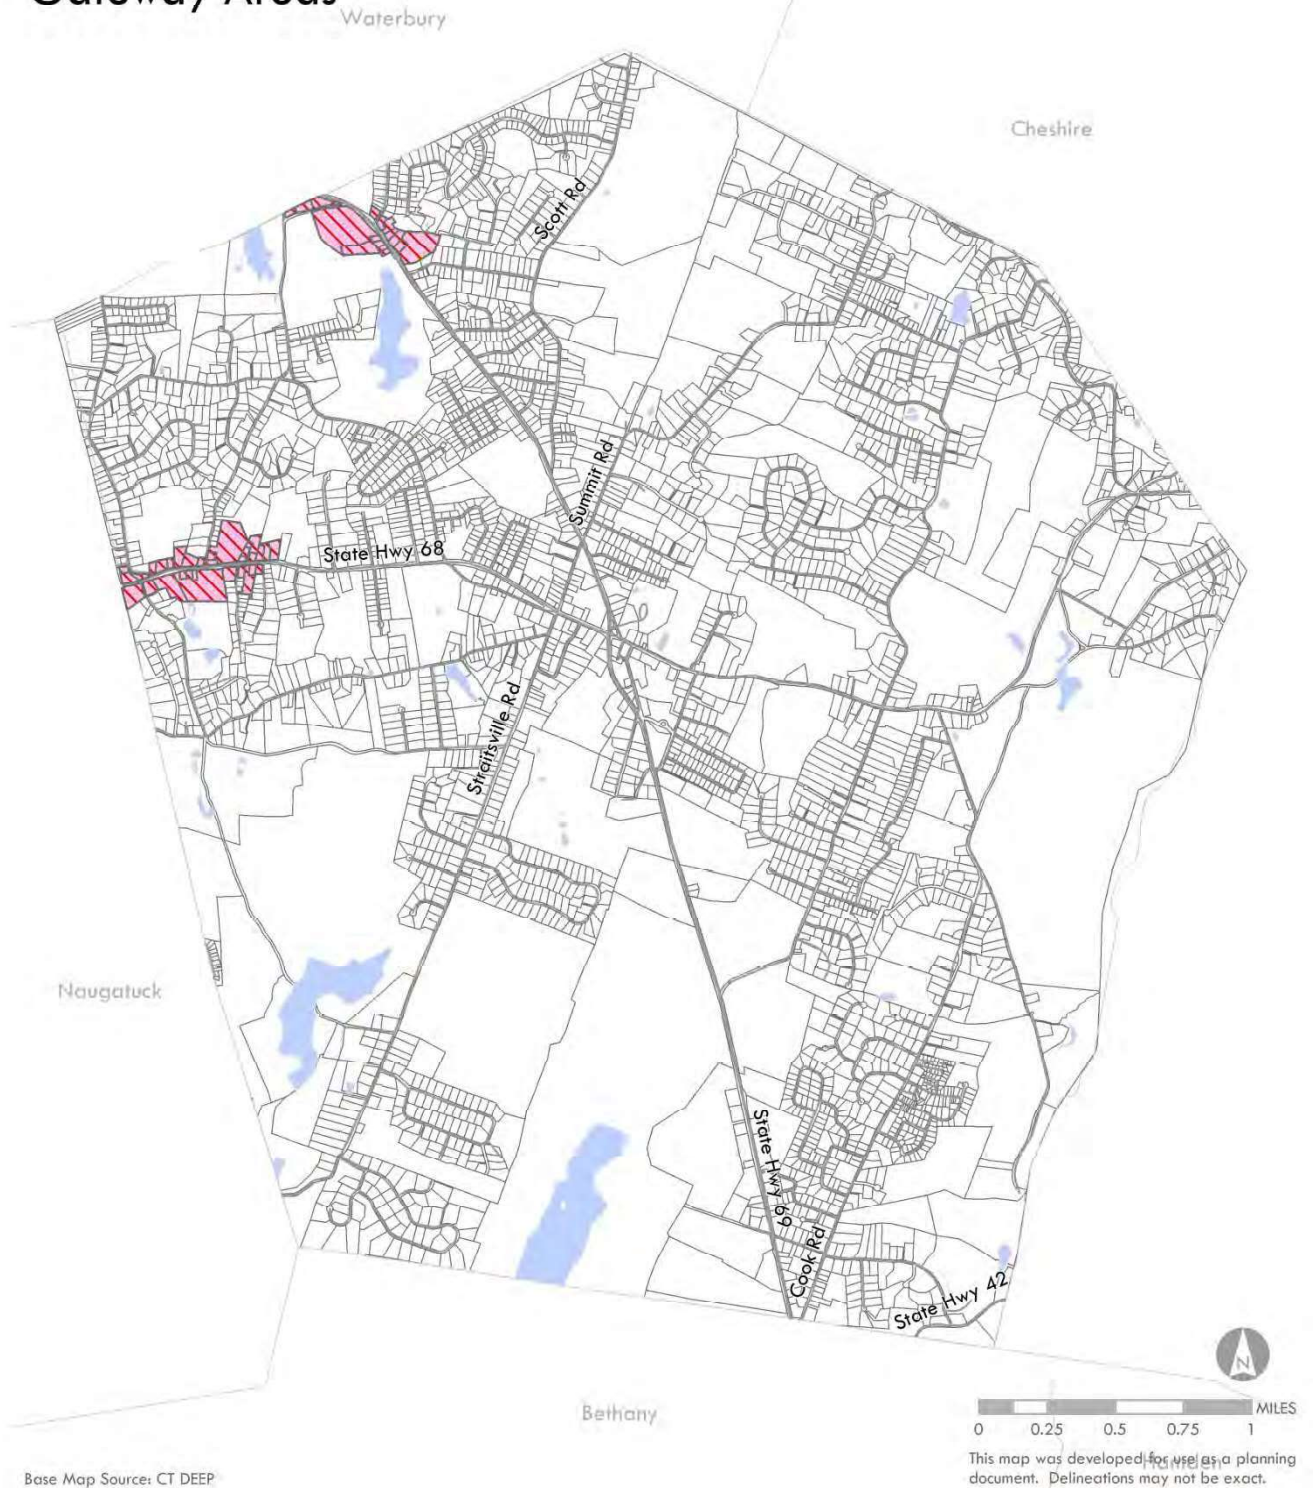 Gateway Areas
Waterbury
Cheshire
Scott Rd
Summit Rd
State Hwy 68
Straitsville Rd
Naugatuck
State Hwy 69
Cook Rd
State Hwy 42
N
Bethany
MILES
0 0.25 0.5 0.75 1
Hamden
This map was developed for use as a planning
document. Delineations may not be exact.
Base Map Source: CT DEEP